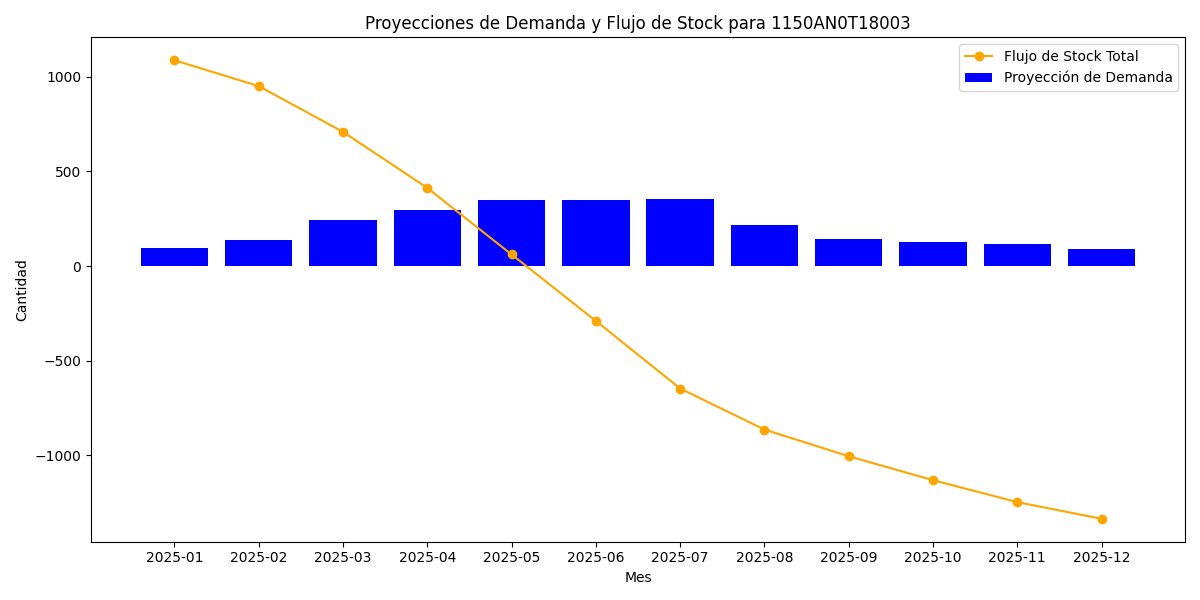 Proyecciones de Demanda y Flujo de Stock para 1150AN0T18003
Flujo de Stock Total
Proyección de Demanda
Cantidad
1000
500
0
−500
−1000
2025-01 2025-02 2025-03 2025-04 2025-05 2025-06 2025-07 2025-08 2025-09 2025-10 2025-11 2025-12
Mes